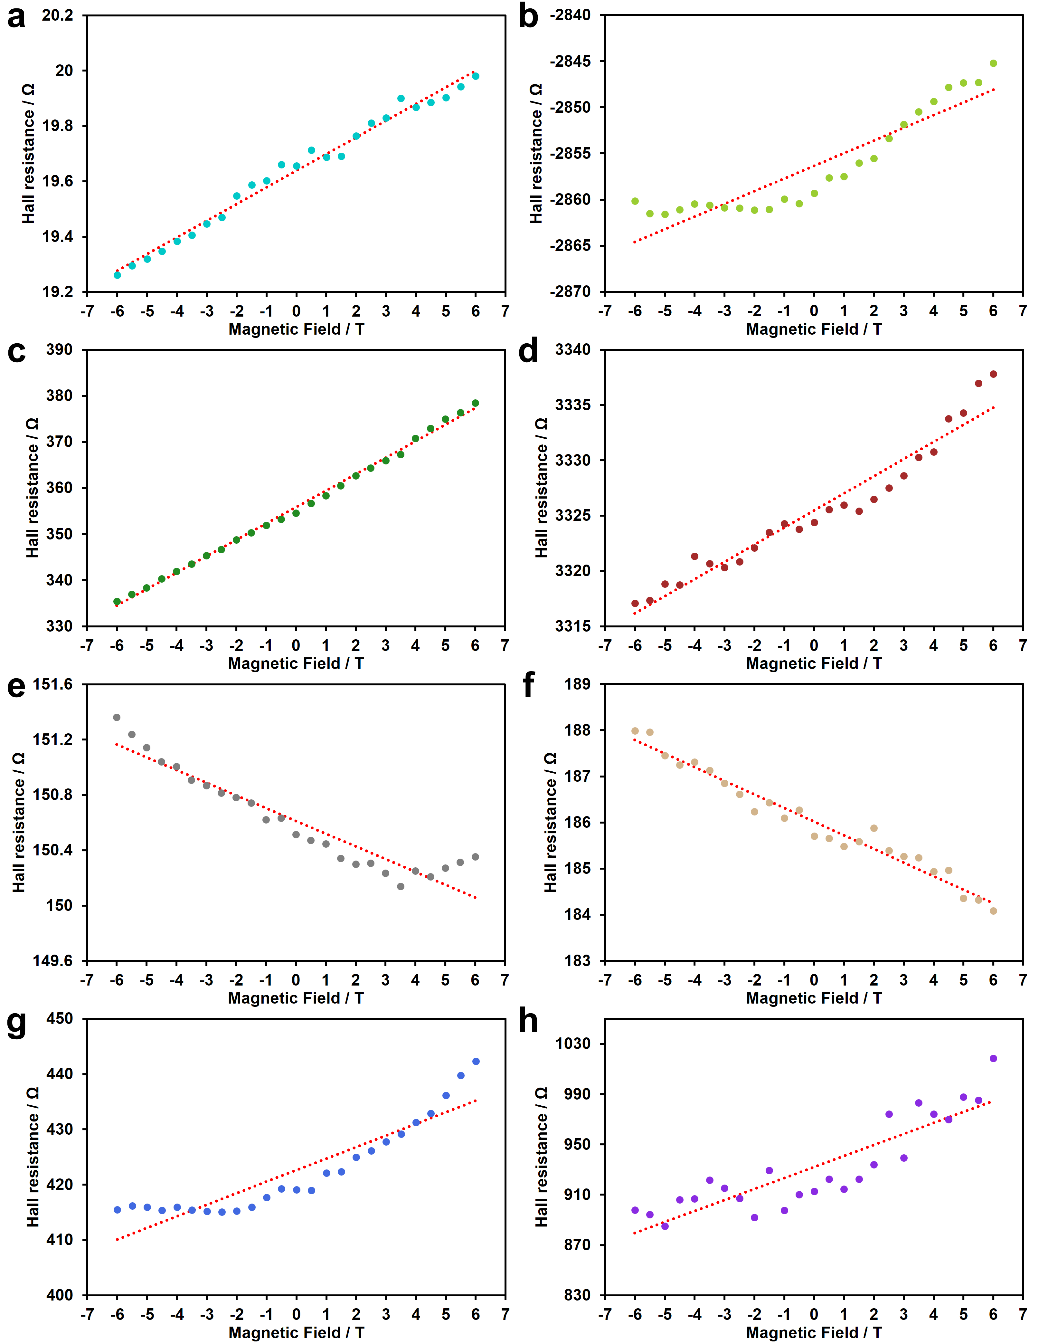 a
20.2
20
19.8
19.6
19.4
19.2
Hall resistance / Ω
-7 -6 -5 -4 -3 -2 -1 0 1 2 3 4 5 6 7
Magnetic Field / T
b
-2840
-2845
-2850
-2855
-2860
-2865
-2870
Hall resistance / Ω
-7 -6 -5 -4 -3 -2 -1 0 1 2 3 4 5 6 7
Magnetic Field / T
c
390
380
370
360
350
340
330
Hall resistance / Ω
-7 -6 -5 -4 -3 -2 -1 0 1 2 3 4 5 6 7
Magnetic Field / T
d
3340
3335
3330
3325
3320
3315
Hall resistance / Ω
-7 -6 -5 -4 -3 -2 -1 0 1 2 3 4 5 6 7
Magnetic Field / T
e
151.6
151.2
150.8
150.4
150
149.6
Hall resistance / Ω
-7 -6 -5 -4 -3 -2 -1 0 1 2 3 4 5 6 7
Magnetic Field / T
f
189
188
187
186
185
184
183
Hall resistance / Ω
-7 -6 -5 -4 -3 -2 -1 0 1 2 3 4 5 6 7
Magnetic Field / T
g
450
440
430
420
410
400
Hall resistance / Ω
-7 -6 -5 -4 -3 -2 -1 0 1 2 3 4 5 6 7
Magnetic Field / T
h
1030
990
950
910
870
830
Hall resistance / Ω
-7 -6 -5 -4 -3 -2 -1 0 1 2 3 4 5 6 7
Magnetic Field / T